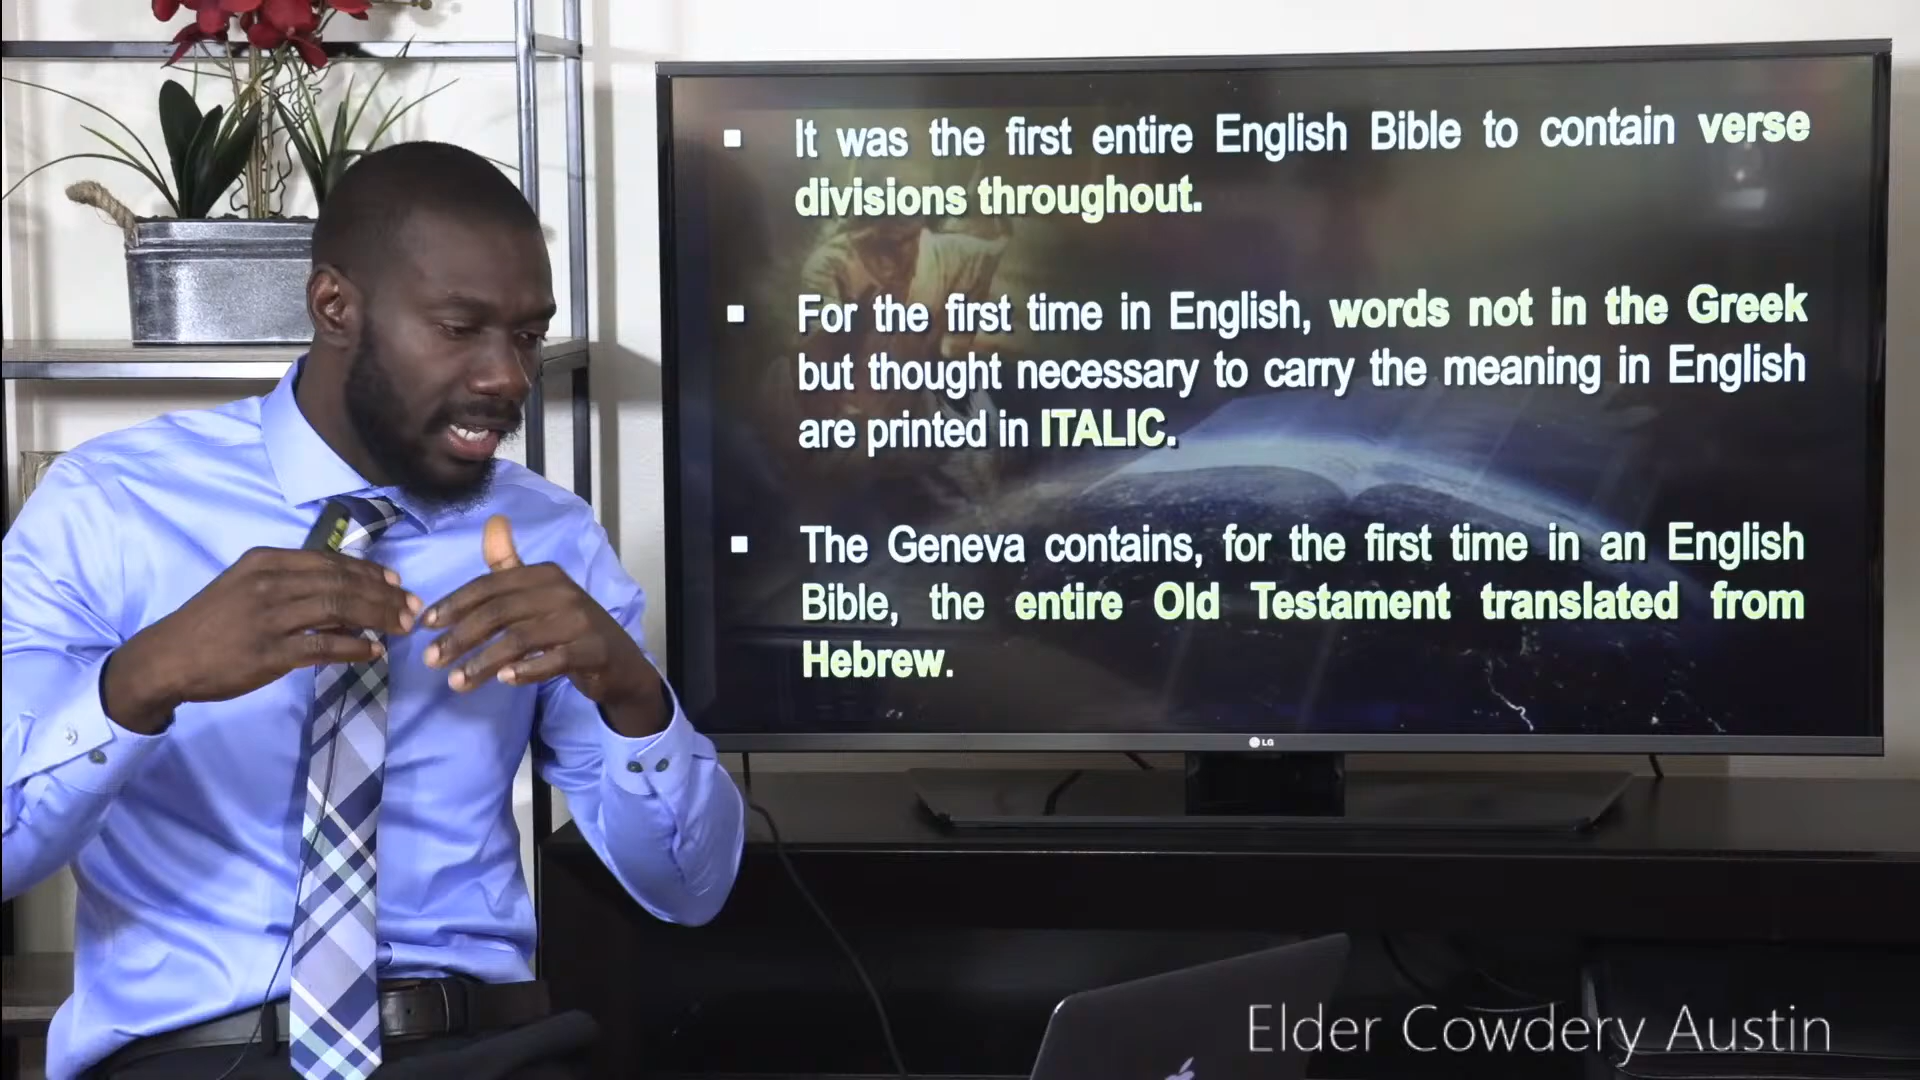 ▪ It was the first entire English Bible to contain verse
divisions throughout.
▪ For the first time in English, words not in the Greek
but thought necessary to carry the meaning in English
are printed in ITALIC.
▪ The Geneva contains, for the first time in an English
Bible, the entire Old Testament translated from
Hebrew.
LG
Elder Cowdery Austin